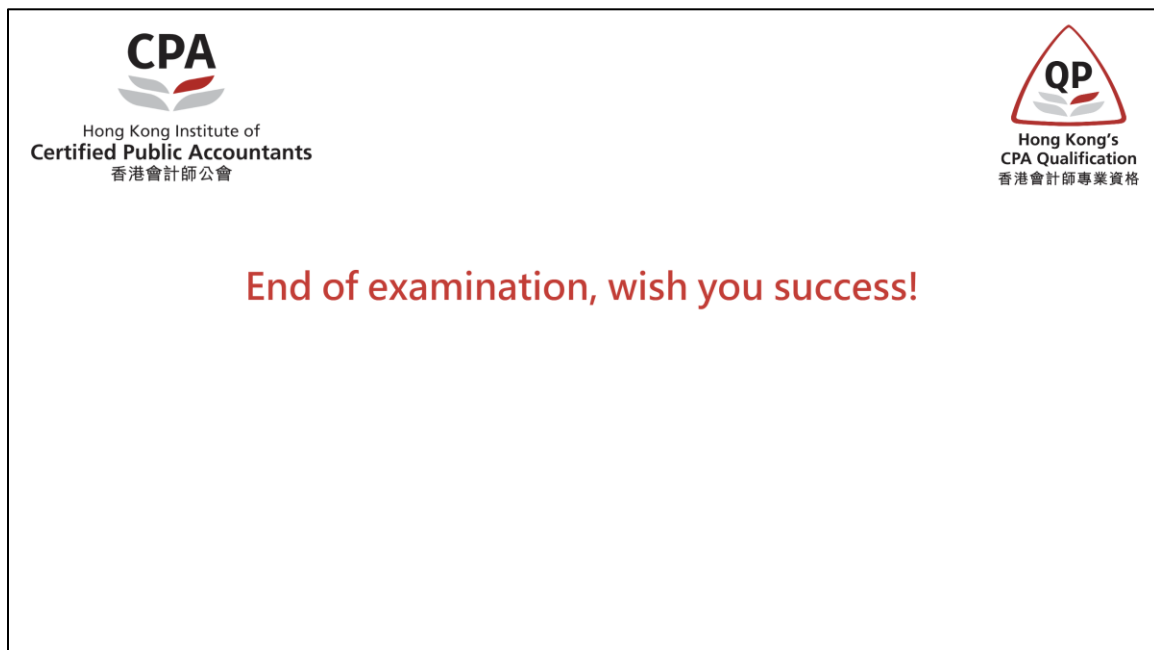 CPA
Hong Kong Institute of
Certified Public Accountants
香港會計師公會
QP
Hong Kong's
CPA Qualification
香港會計師專業資格
End of examination, wish you success!